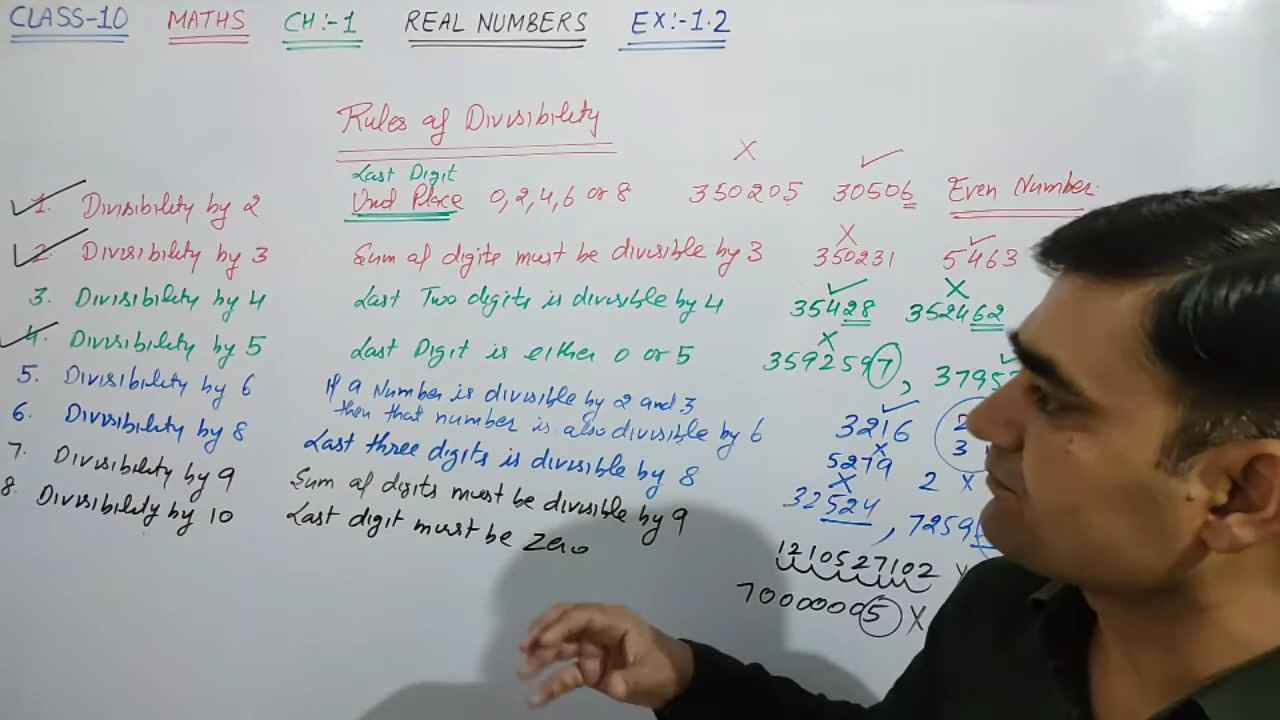 CLASS-10 MATHS CH:-1 REAL NUMBERS EX:-1.2
Rules of Divisibility
Last Digit
1. Divisibility by 2 Unit Place 0, 2, 4, 6 or 8 350205 X 30506 ✓ Even Number
2. Divisibility by 3 Sum of digits must be divisible by 3 350231 X 5463 ✓
3. Divisibility by 4 Last Two digits is divisible by 4 35428 ✓ 352462 X
4. Divisibility by 5 Last Digit is either 0 or 5 3592597 X , 3795
5. Divisibility by 6 If a Number is divisible by 2 and 3
then that number is also divisible by 6 3216 ✓ 2 3
5279 X 2 X
6. Divisibility by 8 Last three digits is divisible by 8 32524 X , 7259
7. Divisibility by 9 Sum of digits must be divisible by 9 1210527102
8. Divisibility by 10 Last digit must be Zero 70000005 X